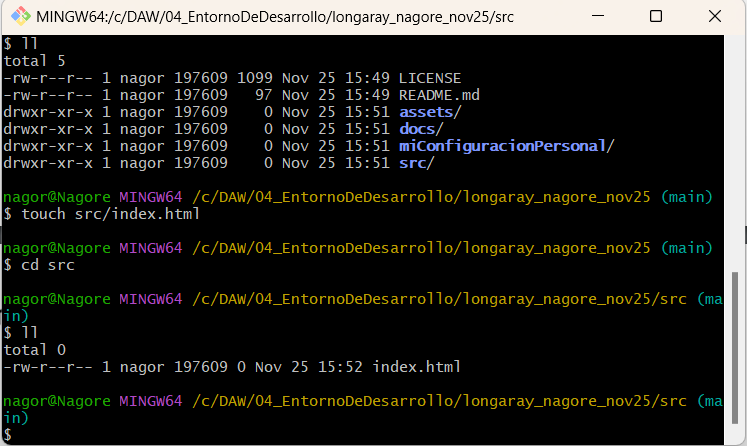 MINGW64:/c/DAW/04_EntornoDeDesarrollo/longaray_nagore_nov25/src
$ ll
total 5
-rw-r--r-- 1 nagor 197609 1099 Nov 25 15:49 LICENSE
-rw-r--r-- 1 nagor 197609   97 Nov 25 15:49 README.md
drwxr-xr-x 1 nagor 197609    0 Nov 25 15:51 assets/
drwxr-xr-x 1 nagor 197609    0 Nov 25 15:51 docs/
drwxr-xr-x 1 nagor 197609    0 Nov 25 15:51 miConfiguracionPersonal/
drwxr-xr-x 1 nagor 197609    0 Nov 25 15:51 src/
nagor@Nagore MINGW64 /c/DAW/04_EntornoDeDesarrollo/longaray_nagore_nov25 (main)
$ touch src/index.html
nagor@Nagore MINGW64 /c/DAW/04_EntornoDeDesarrollo/longaray_nagore_nov25 (main)
$ cd src
nagor@Nagore MINGW64 /c/DAW/04_EntornoDeDesarrollo/longaray_nagore_nov25/src (ma
in)
$ ll
total 0
-rw-r--r-- 1 nagor 197609 0 Nov 25 15:52 index.html
nagor@Nagore MINGW64 /c/DAW/04_EntornoDeDesarrollo/longaray_nagore_nov25/src (ma
in)
$